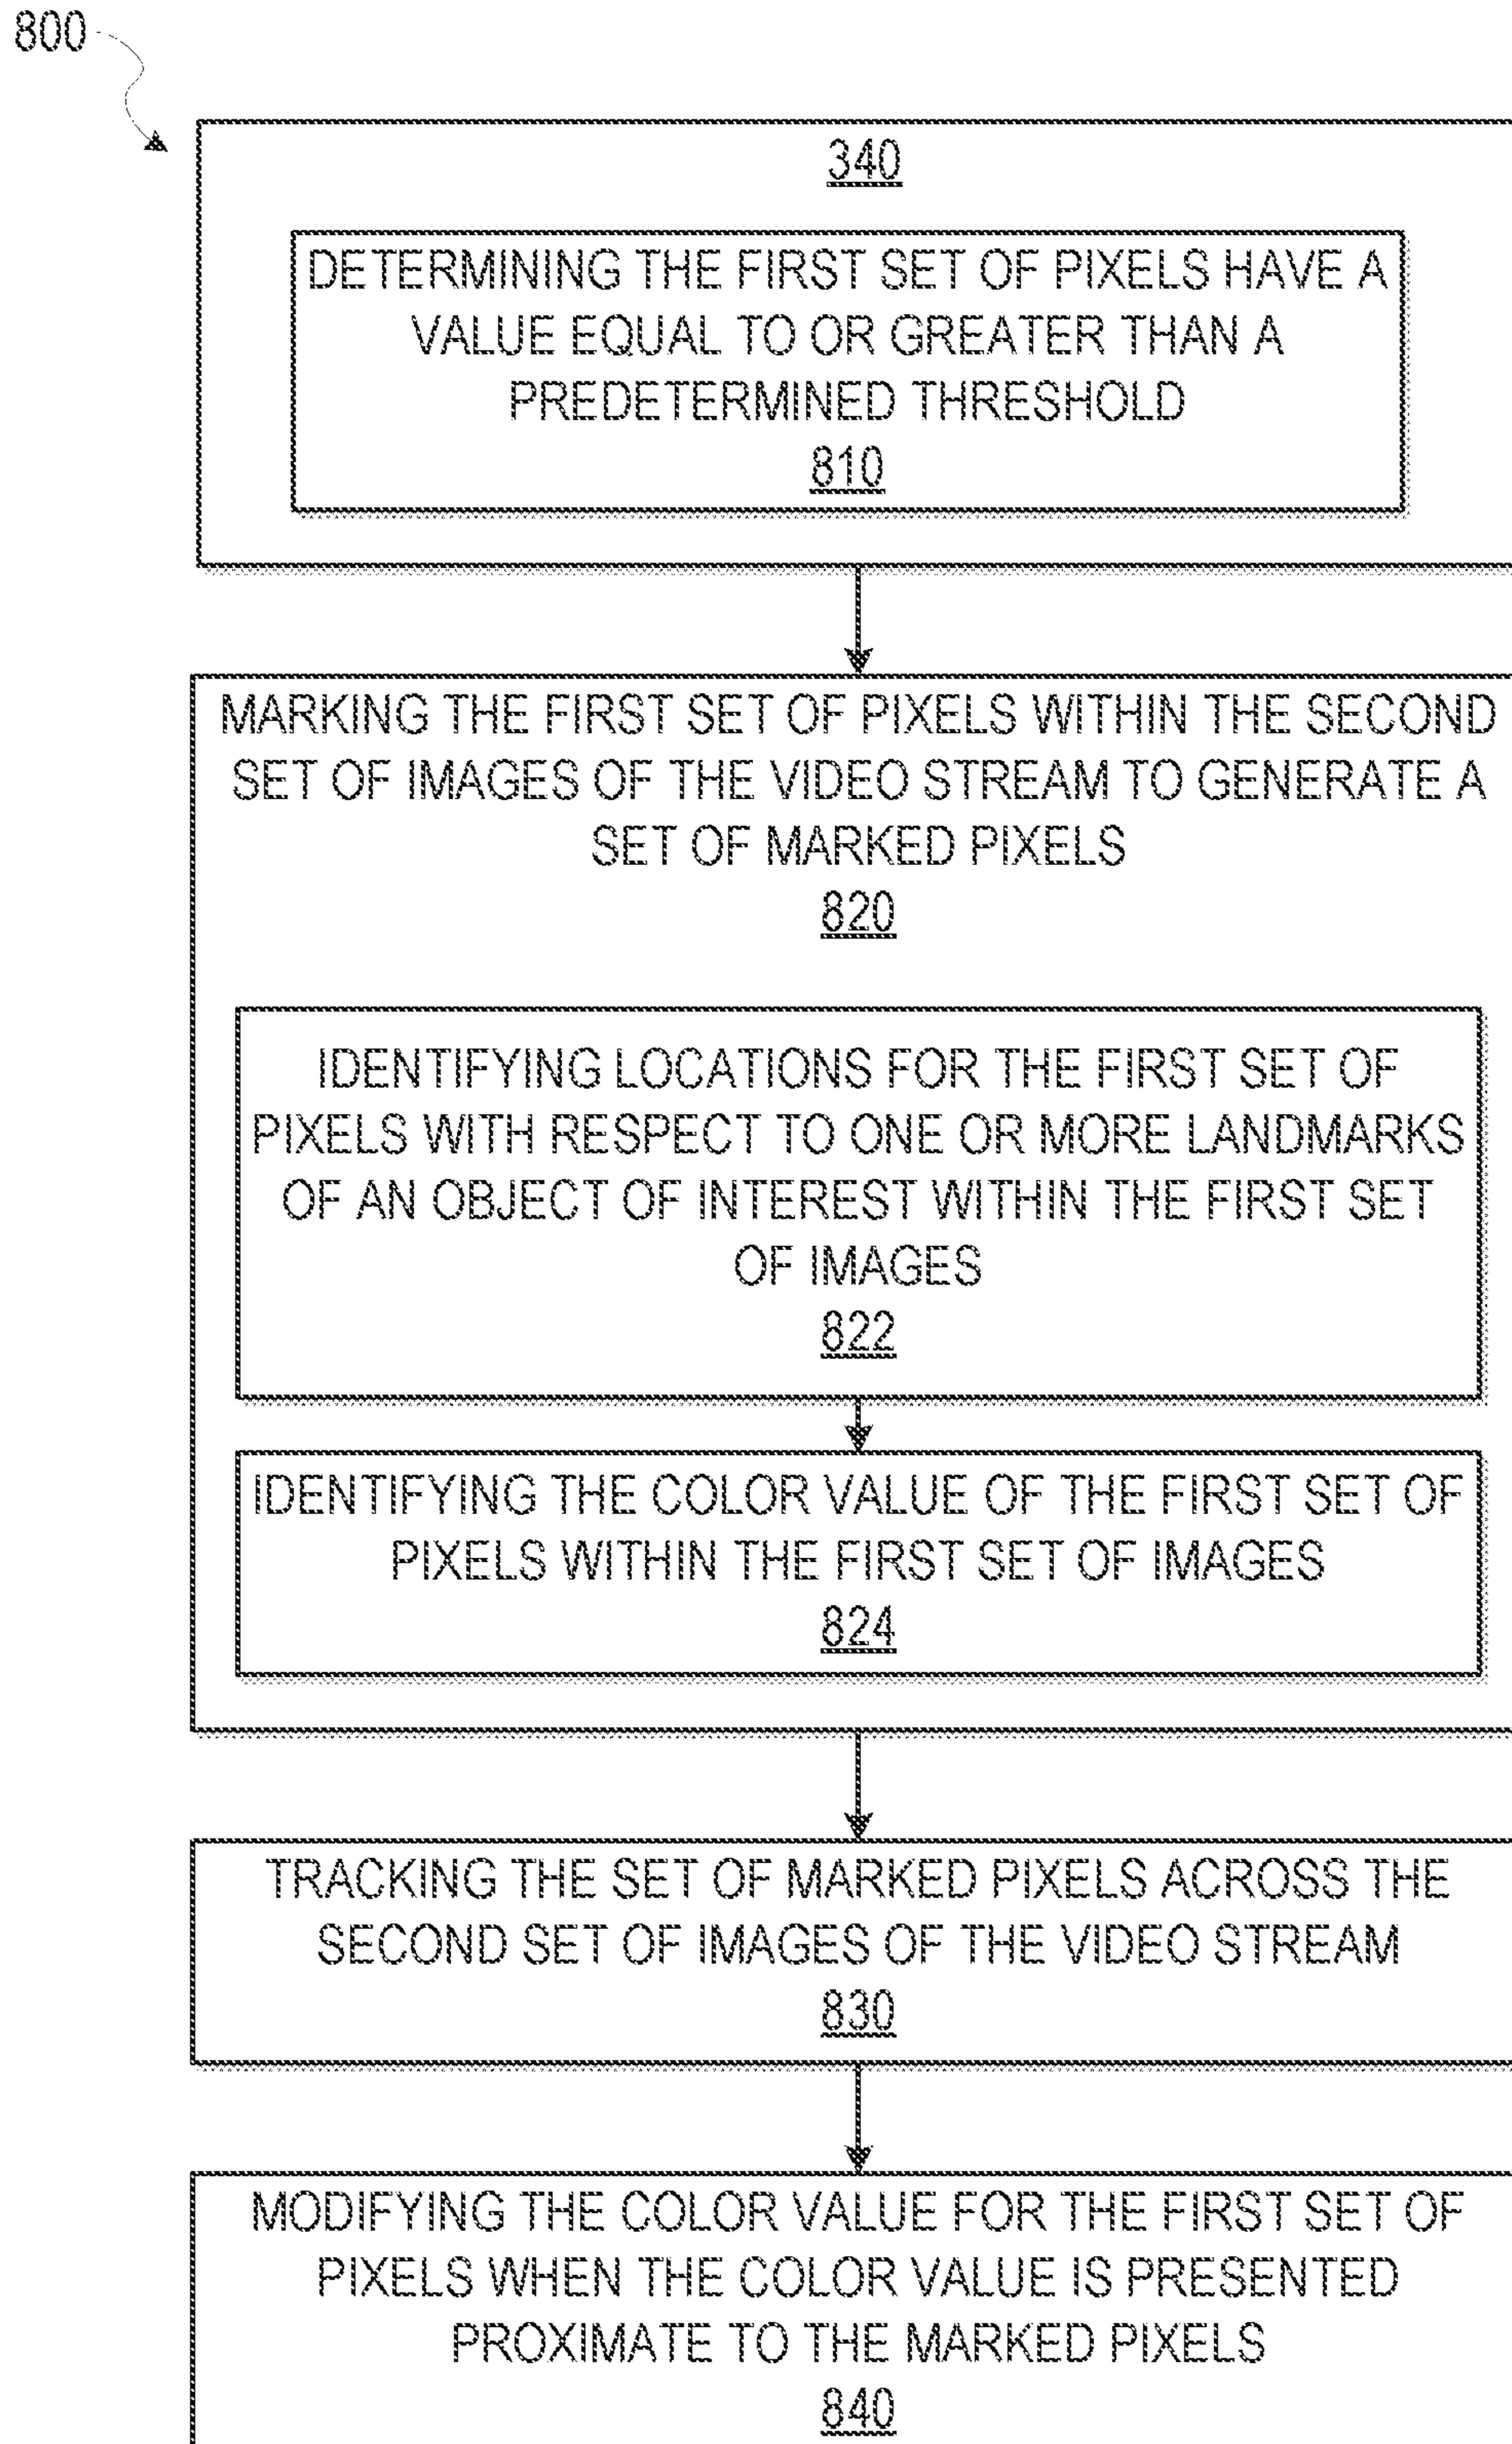 800
340
DETERMINING THE FIRST SET OF PIXELS HAVE A
VALUE EQUAL TO OR GREATER THAN A
PREDETERMINED THRESHOLD
810
MARKING THE FIRST SET OF PIXELS WITHIN THE SECOND
SET OF IMAGES OF THE VIDEO STREAM TO GENERATE A
SET OF MARKED PIXELS
820
IDENTIFYING LOCATIONS FOR THE FIRST SET OF
PIXELS WITH RESPECT TO ONE OR MORE LANDMARKS
OF AN OBJECT OF INTEREST WITHIN THE FIRST SET
OF IMAGES
822
IDENTIFYING THE COLOR VALUE OF THE FIRST SET OF
PIXELS WITHIN THE FIRST SET OF IMAGES
824
TRACKING THE SET OF MARKED PIXELS ACROSS THE
SECOND SET OF IMAGES OF THE VIDEO STREAM
830
MODIFYING THE COLOR VALUE FOR THE FIRST SET OF
PIXELS WHEN THE COLOR VALUE IS PRESENTED
PROXIMATE TO THE MARKED PIXELS
840